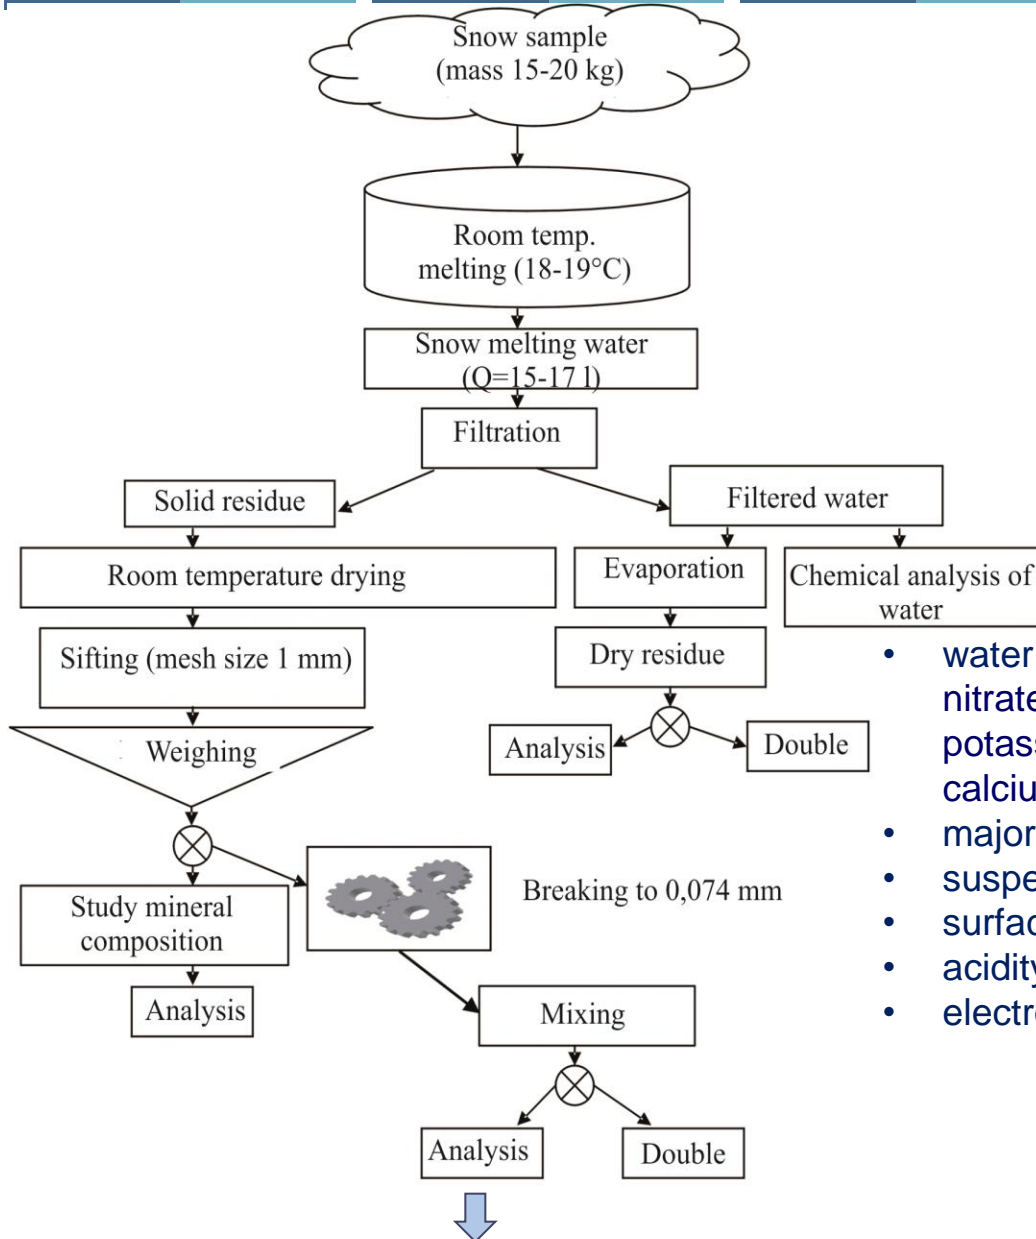 Snow sample
(mass 15-20 kg)
Room temp.
melting (18-19°C)
Snow melting water
(Q=15-17 l)
Filtration
Solid residue
Filtered water
Room temperature drying
Evaporation
Chemical analysis of
water
Sifting (mesh size 1 mm)
Dry residue
• water
Weighing
Analysis
Double
•
•
•
•
•
Study mineral
composition
Breaking to 0,074 mm
Analysis
Mixing
Analysis
Double